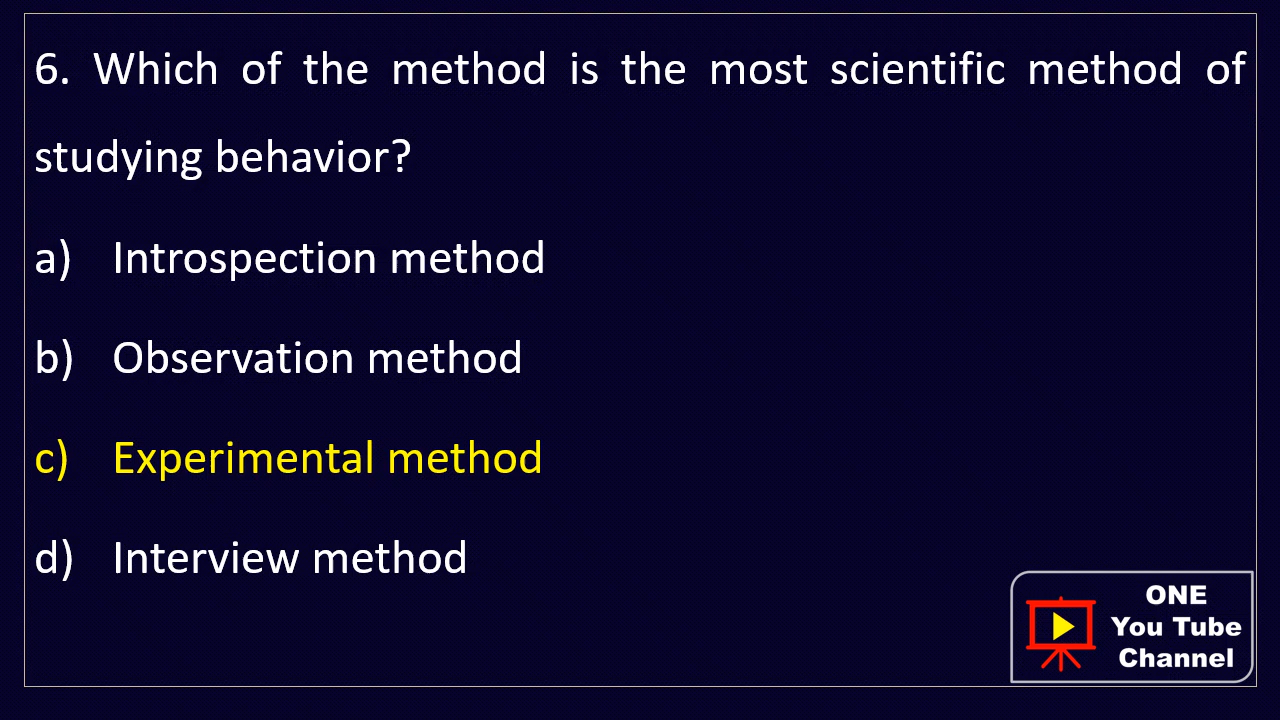 6. Which of the method is the most scientific method of
studying behavior?
a) Introspection method
b) Observation method
c) Experimental method
d) Interview method
ONE
You Tube
Channel